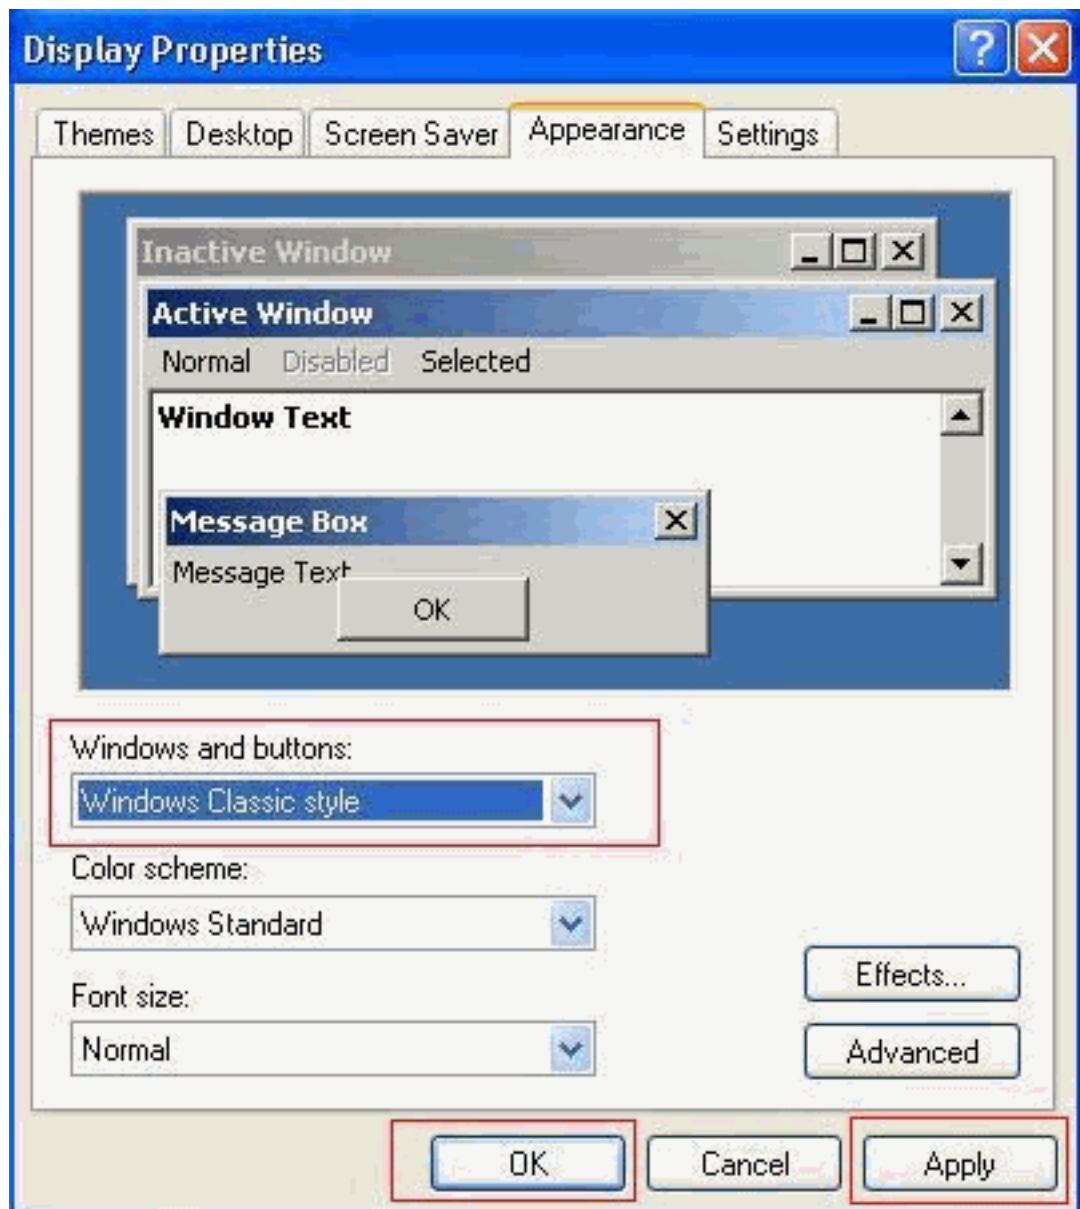 Display Properties
Themes Desktop Screen Saver Appearance Settings
Inactive Window
Active Window
Normal Disabled Selected
Window Text
Message Box
Message Text
OK
Windows and buttons:
Windows Classic style
Color scheme:
Windows Standard
Effects...
Font size:
Normal
Advanced
OK Cancel Apply